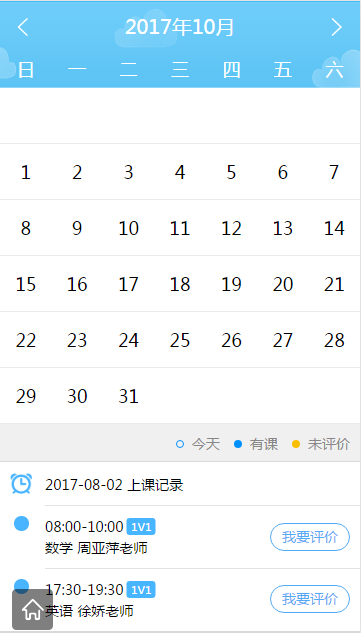 2017年10月
日 一 二 三 四 五 六
1 2 3 4 5 6 7
8 9 10 11 12 13 14
15 16 17 18 19 20 21
22 23 24 25 26 27 28
29 30 31
今天 有课 未评价
2017-08-02 上课记录
08:00-10:00 1V1
数学 周亚萍老师
我要评价
17:30-19:30 1V1
英语 徐娇老师
我要评价